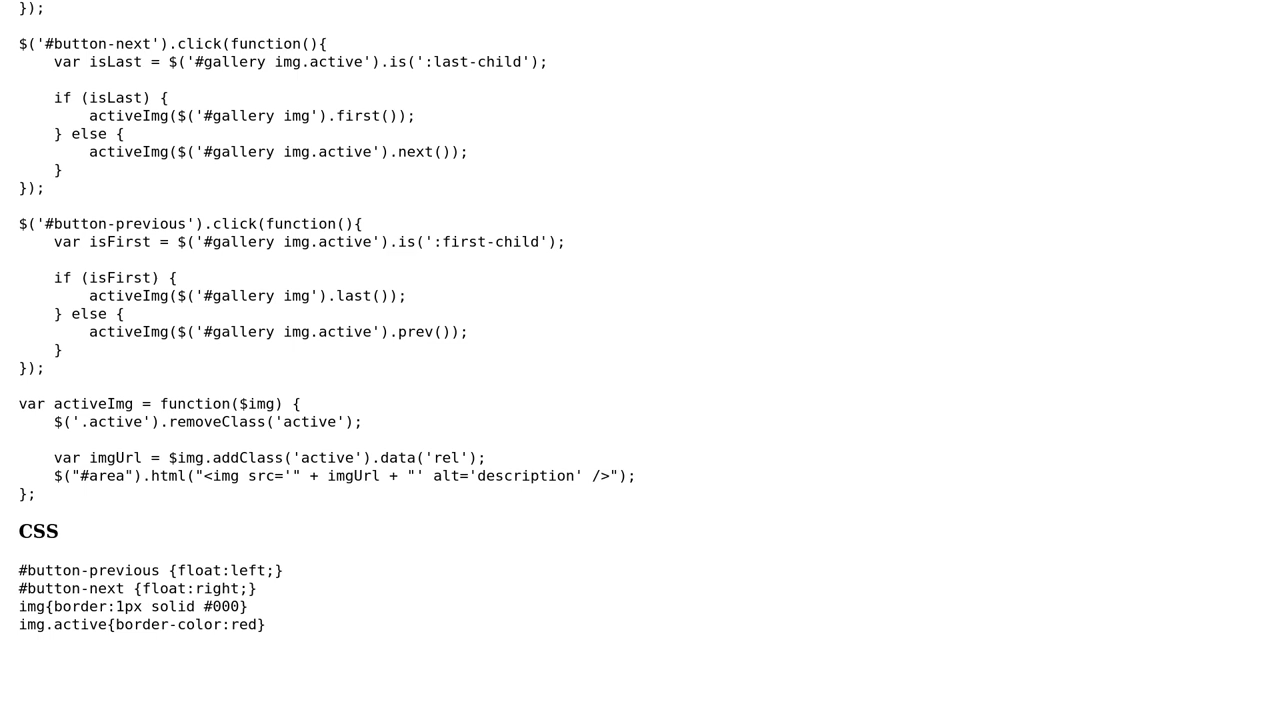 });

$('#button-next').click(function(){
    var isLast = $('#gallery img.active').is(':last-child');

    if (isLast) {
        activeImg($('#gallery img').first());
    } else {
        activeImg($('#gallery img.active').next());
    }
});

$('#button-previous').click(function(){
    var isFirst = $('#gallery img.active').is(':first-child');

    if (isFirst) {
        activeImg($('#gallery img').last());
    } else {
        activeImg($('#gallery img.active').prev());
    }
});

var activeImg = function($img) {
    $('.active').removeClass('active');

    var imgUrl = $img.addClass('active').data('rel');
    $("#area").html("<img src='" + imgUrl + "' alt='description' />");
};

CSS

#button-previous {float:left;}
#button-next {float:right;}
img{border:1px solid #000}
img.active{border-color:red}